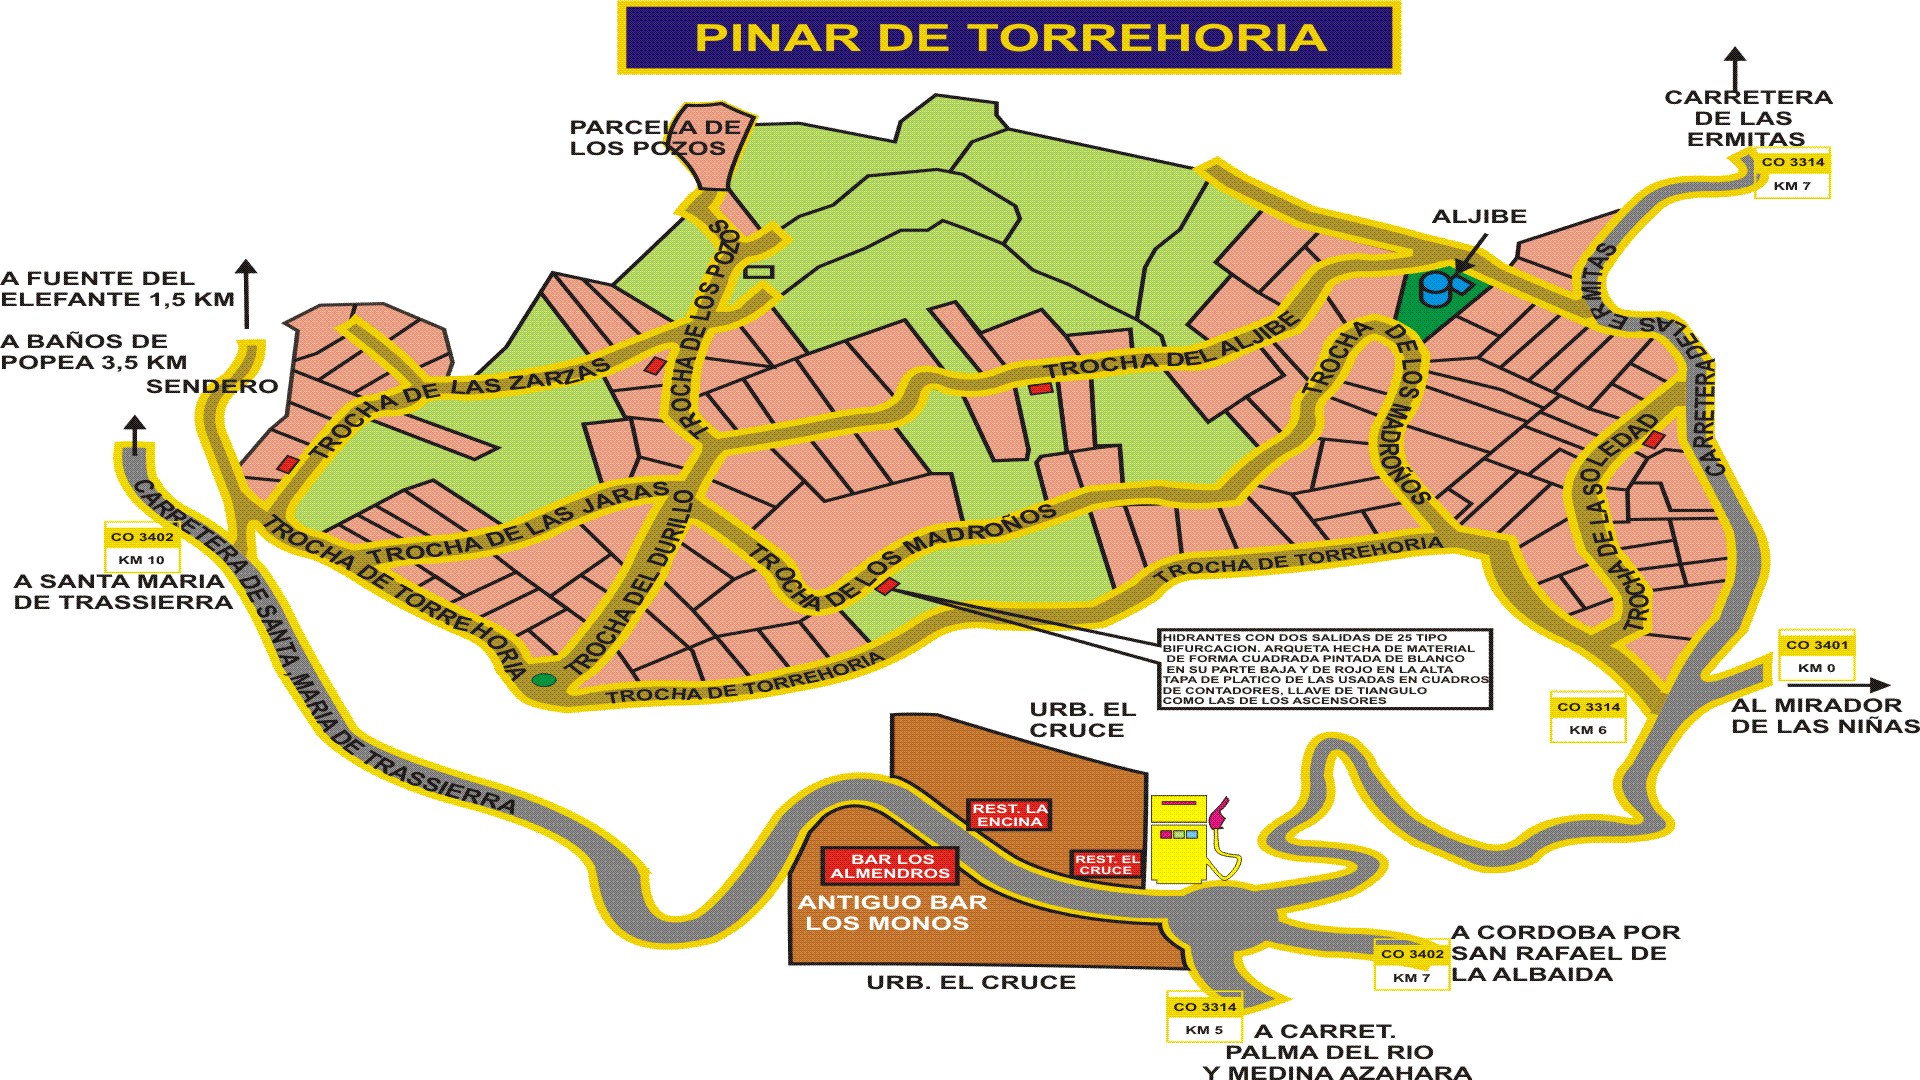 PINAR DE TORREHORIA
PARCELA DE
LOS POZOS
CARRETERA
DE LAS
ERMITAS
CO 3314
KM 7
ALJIBE
A FUENTE DEL
ELEFANTE 1,5 KM
A BAÑOS DE
POPEA 3,5 KM
SENDERO
TROCHA DE LOS POZO
S
TROCHA DE LAS ZARZAS
TROCHA DEL ALJIBE
TROCHA DE LOS MADROÑOS
CARRETERA DE LAS ERMITAS
TROCHA DE LA SOLEDAD
TROCHA DE LAS JARAS
TROCHA DEL DURILLO
TROCHA DE LOS MADROÑOS
TROCHA DE TORREHORIA
TROCHA DE TORREHORIA
TROCHA DE TORREHORIA
CARRETERA DE SANTA ,MARIA DE TRASSIERRA
CO 3402
KM 10
A SANTA MARIA
DE TRASSIERRA
HIDRANTES CON DOS SALIDAS DE 25 TIPO
BIFURCACION. ARQUETA HECHA DE MATERIAL
DE FORMA CUADRADA PINTADA DE BLANCO
EN SU PARTE BAJA Y DE ROJO EN LA ALTA
TAPA DE PLATICO DE LAS USADAS EN CUADROS
DE CONTADORES, LLAVE DE TIANGULO
COMO LAS DE LOS ASCENSORES
CO 3401
KM 0
AL MIRADOR
DE LAS NIÑAS
CO 3314
KM 6
URB. EL
CRUCE
REST. LA
ENCINA
BAR LOS
ALMENDROS
REST. EL
CRUCE
ANTIGUO BAR
LOS MONOS
URB. EL CRUCE
A CORDOBA POR
SAN RAFAEL DE
LA ALBAIDA
CO 3402
KM 7
CO 3314
KM 5
A CARRET.
PALMA DEL RIO
Y MEDINA AZAHARA